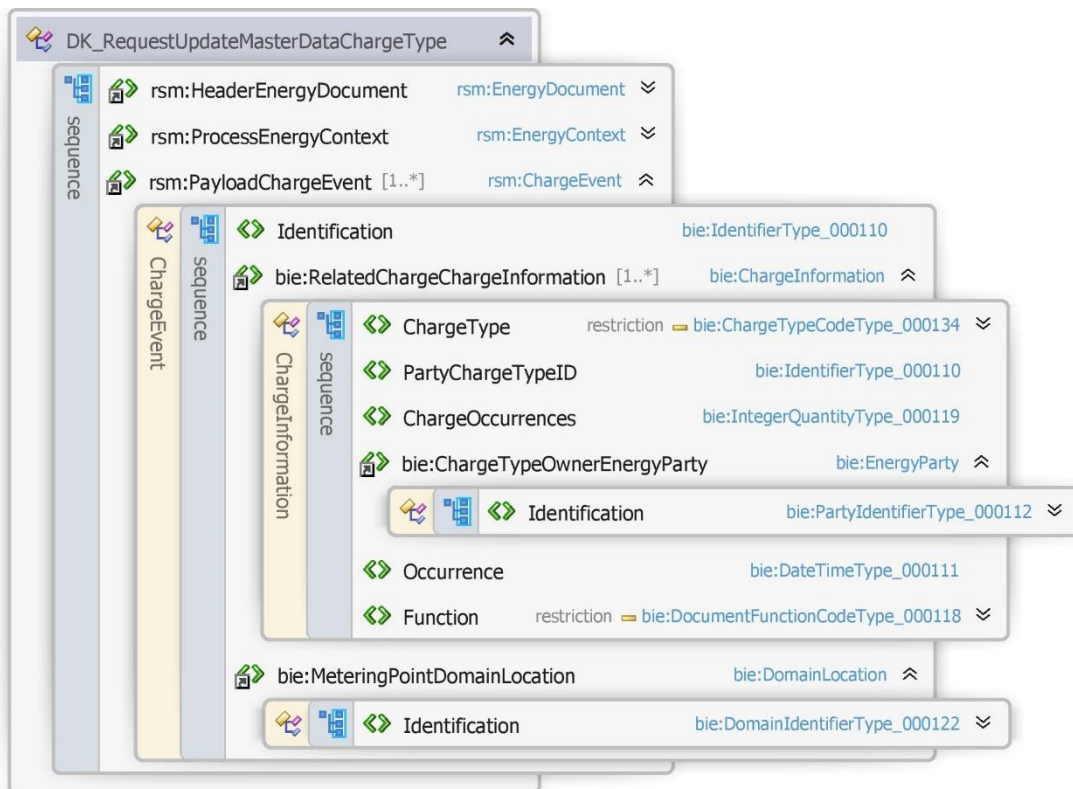 DK_RequestUpdateMasterDataChargeType
sequence
rsm:HeaderEnergyDocument rsm:EnergyDocument
rsm:ProcessEnergyContext rsm:EnergyContext
rsm:PayloadChargeEvent [1..*] rsm:ChargeEvent
ChargeEvent
sequence
Identification bie:IdentifierType_000110
bie:RelatedChargeChargeInformation [1..*] bie:ChargeInformation
ChargeInformation
sequence
ChargeType restriction bie:ChargeTypeCodeType_000134
PartyChargeTypeID bie:IdentifierType_000110
ChargeOccurrences bie:IntegerQuantityType_000119
bie:ChargeTypeOwnerEnergyParty bie:EnergyParty
Identification bie:PartyIdentifierType_000112
Occurrence bie:DateTimeType_000111
Function restriction bie:DocumentFunctionCodeType_000118
bie:MeteringPointDomainLocation bie:DomainLocation
Identification bie:DomainIdentifierType_000122